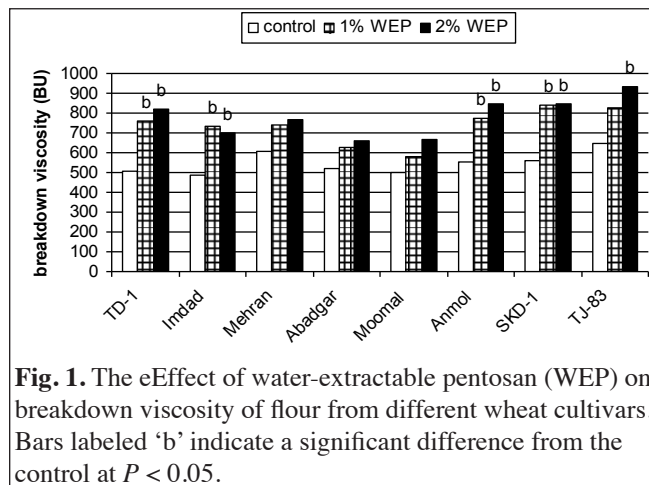 control 1% WEP 2% WEP
breakdown viscosity (BU)
1000
900
800
700
600
500
400
300
200
100
0
b b
b b
b b
b b
b
TD-1
Imdad
Mehran
Abadgar
Moomal
Anmol
SKD-1
TJ-83
Fig. 1. The eEffect of water-extractable pentosan (WEP) on
breakdown viscosity of flour from different wheat cultivars.
Bars labeled ‘b’ indicate a significant difference from the
control at P < 0.05.